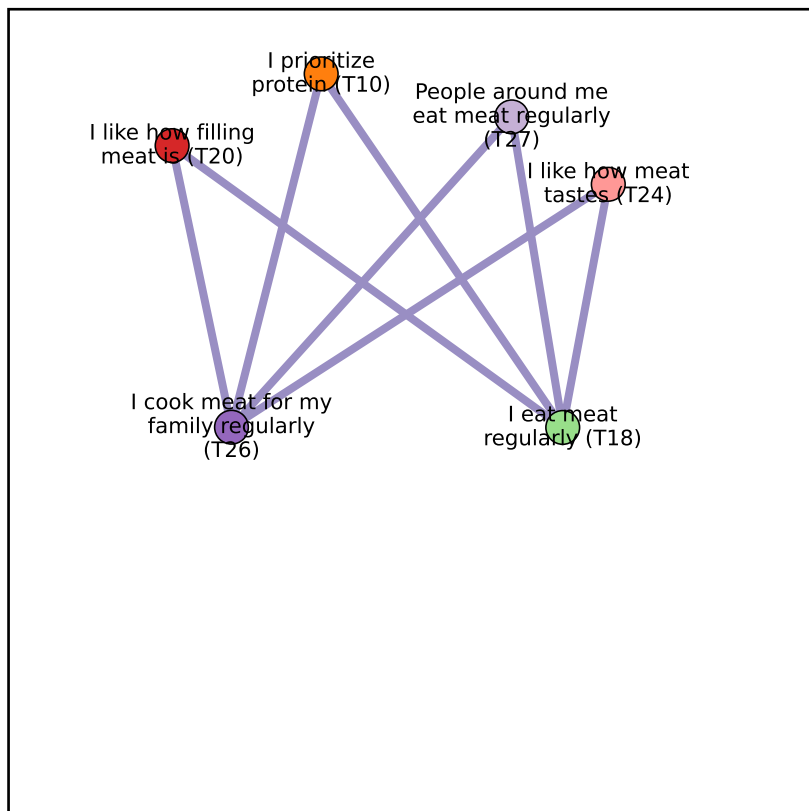 I prioritize
protein (T10)
People around me
eat meat regularly
(T27)
I like how filling
meat is (T20)
I like how meat
tastes (T24)
I cook meat for my
family regularly
(T26)
I eat meat
regularly (T18)